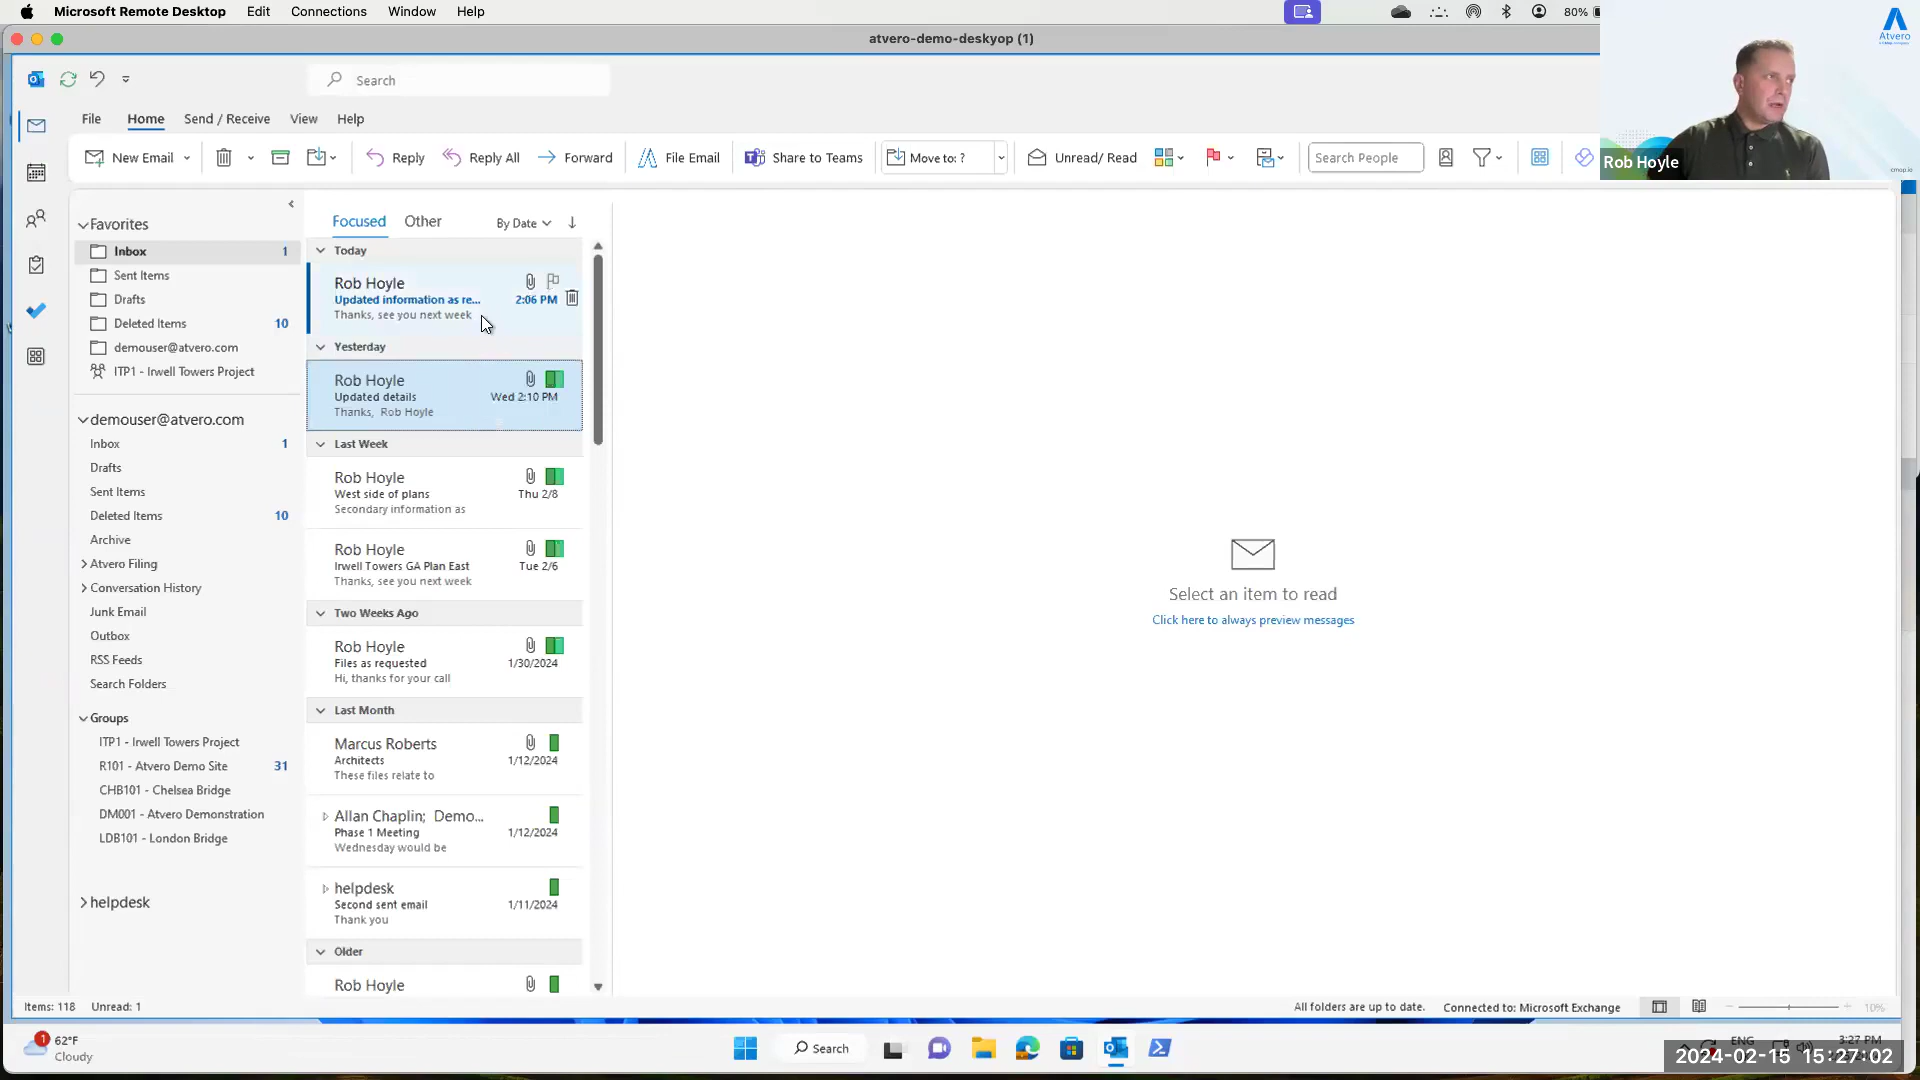 Microsoft Remote Desktop Edit Connections Window Help
80%
atvero-demo-deskyop (1)
Atvero
Rob Hoyle
Search
File Home Send / Receive View Help
New Email Reply Reply All Forward File Email Share to Teams Move to: ? Unread/ Read Search People
Favorites
Inbox 1
Sent Items
Drafts
Deleted Items 10
demouser@atvero.com
ITP1 - Irwell Towers Project
demouser@atvero.com
Inbox 1
Drafts
Sent Items
Deleted Items 10
Archive
Atvero Filing
Conversation History
Junk Email
Outbox
RSS Feeds
Search Folders
Groups
ITP1 - Irwell Towers Project
R101 - Atvero Demo Site 31
CHB101 - Chelsea Bridge
DM001 - Atvero Demonstration
LDB101 - London Bridge
helpdesk
Focused Other By Date
Today
Rob Hoyle
Updated information as re... 2:06 PM
Thanks, see you next week
Yesterday
Rob Hoyle
Updated details Wed 2:10 PM
Thanks, Rob Hoyle
Last Week
Rob Hoyle
West side of plans Thu 2/8
Secondary information as
Rob Hoyle
Irwell Towers GA Plan East Tue 2/6
Thanks, see you next week
Two Weeks Ago
Rob Hoyle
Files as requested 1/30/2024
Hi, thanks for your call
Last Month
Marcus Roberts
Architects 1/12/2024
These files relate to
Allan Chaplin; Demo...
Phase 1 Meeting 1/12/2024
Wednesday would be
helpdesk
Second sent email 1/11/2024
Thank you
Older
Rob Hoyle
Select an item to read
Click here to always preview messages
Items: 118 Unread: 1
All folders are up to date. Connected to: Microsoft Exchange 10%
1
62°F
Cloudy
Search
ENG
3:27 PM
2024-02-15 15:27:02